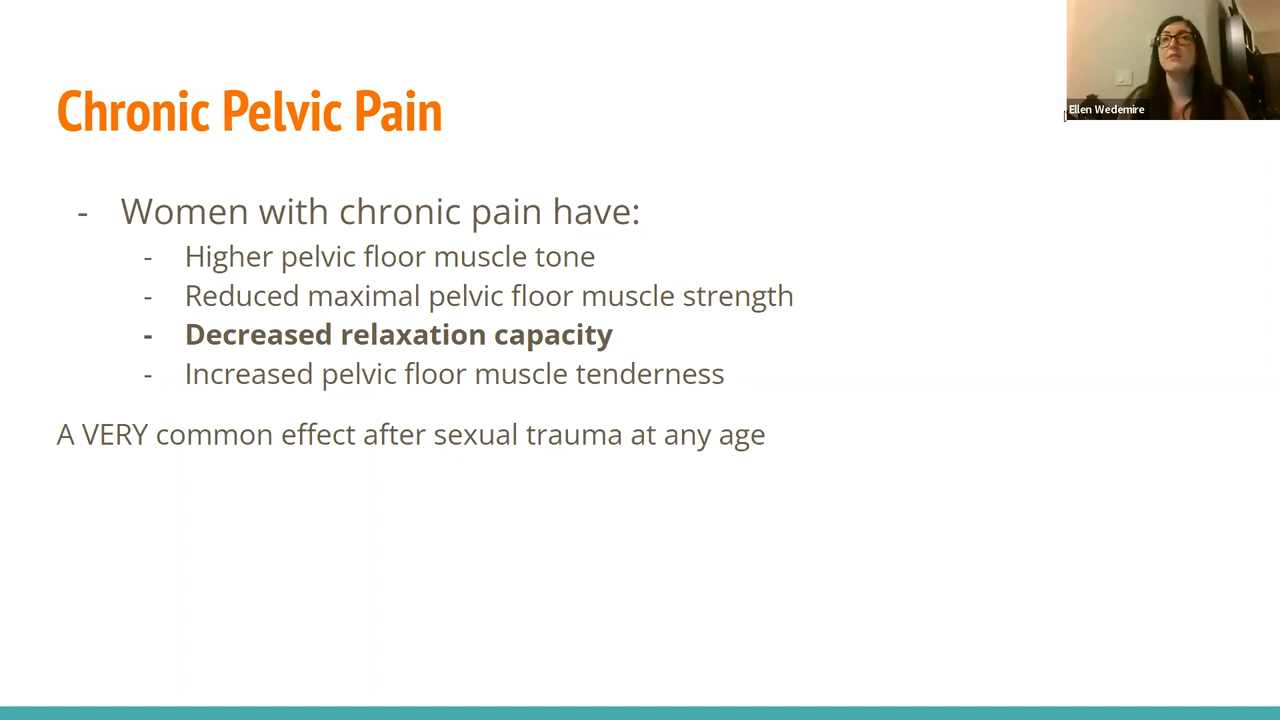 Chronic Pelvic Pain
Ellen Wedemire
- Women with chronic pain have:
- Higher pelvic floor muscle tone
- Reduced maximal pelvic floor muscle strength
- Decreased relaxation capacity
- Increased pelvic floor muscle tenderness
A VERY common effect after sexual trauma at any age